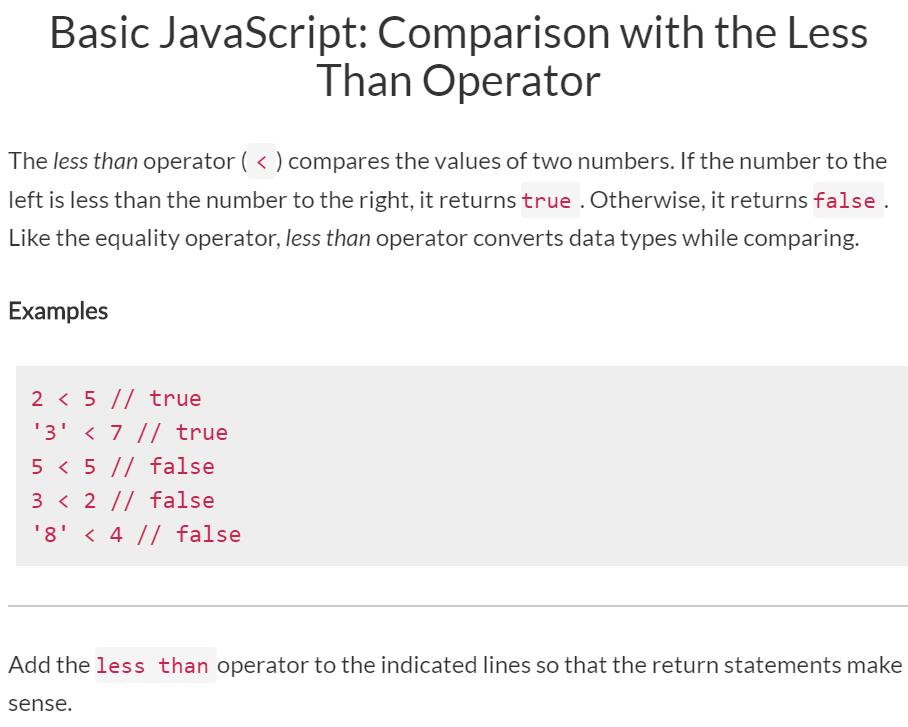 Basic JavaScript: Comparison with the Less
Than Operator
The less than operator ( < ) compares the values of two numbers. If the number to the
left is less than the number to the right, it returns true . Otherwise, it returns false .
Like the equality operator, less than operator converts data types while comparing.
Examples
2 < 5 // true
'3' < 7 // true
5 < 5 // false
3 < 2 // false
'8' < 4 // false
Add the less than operator to the indicated lines so that the return statements make
sense.